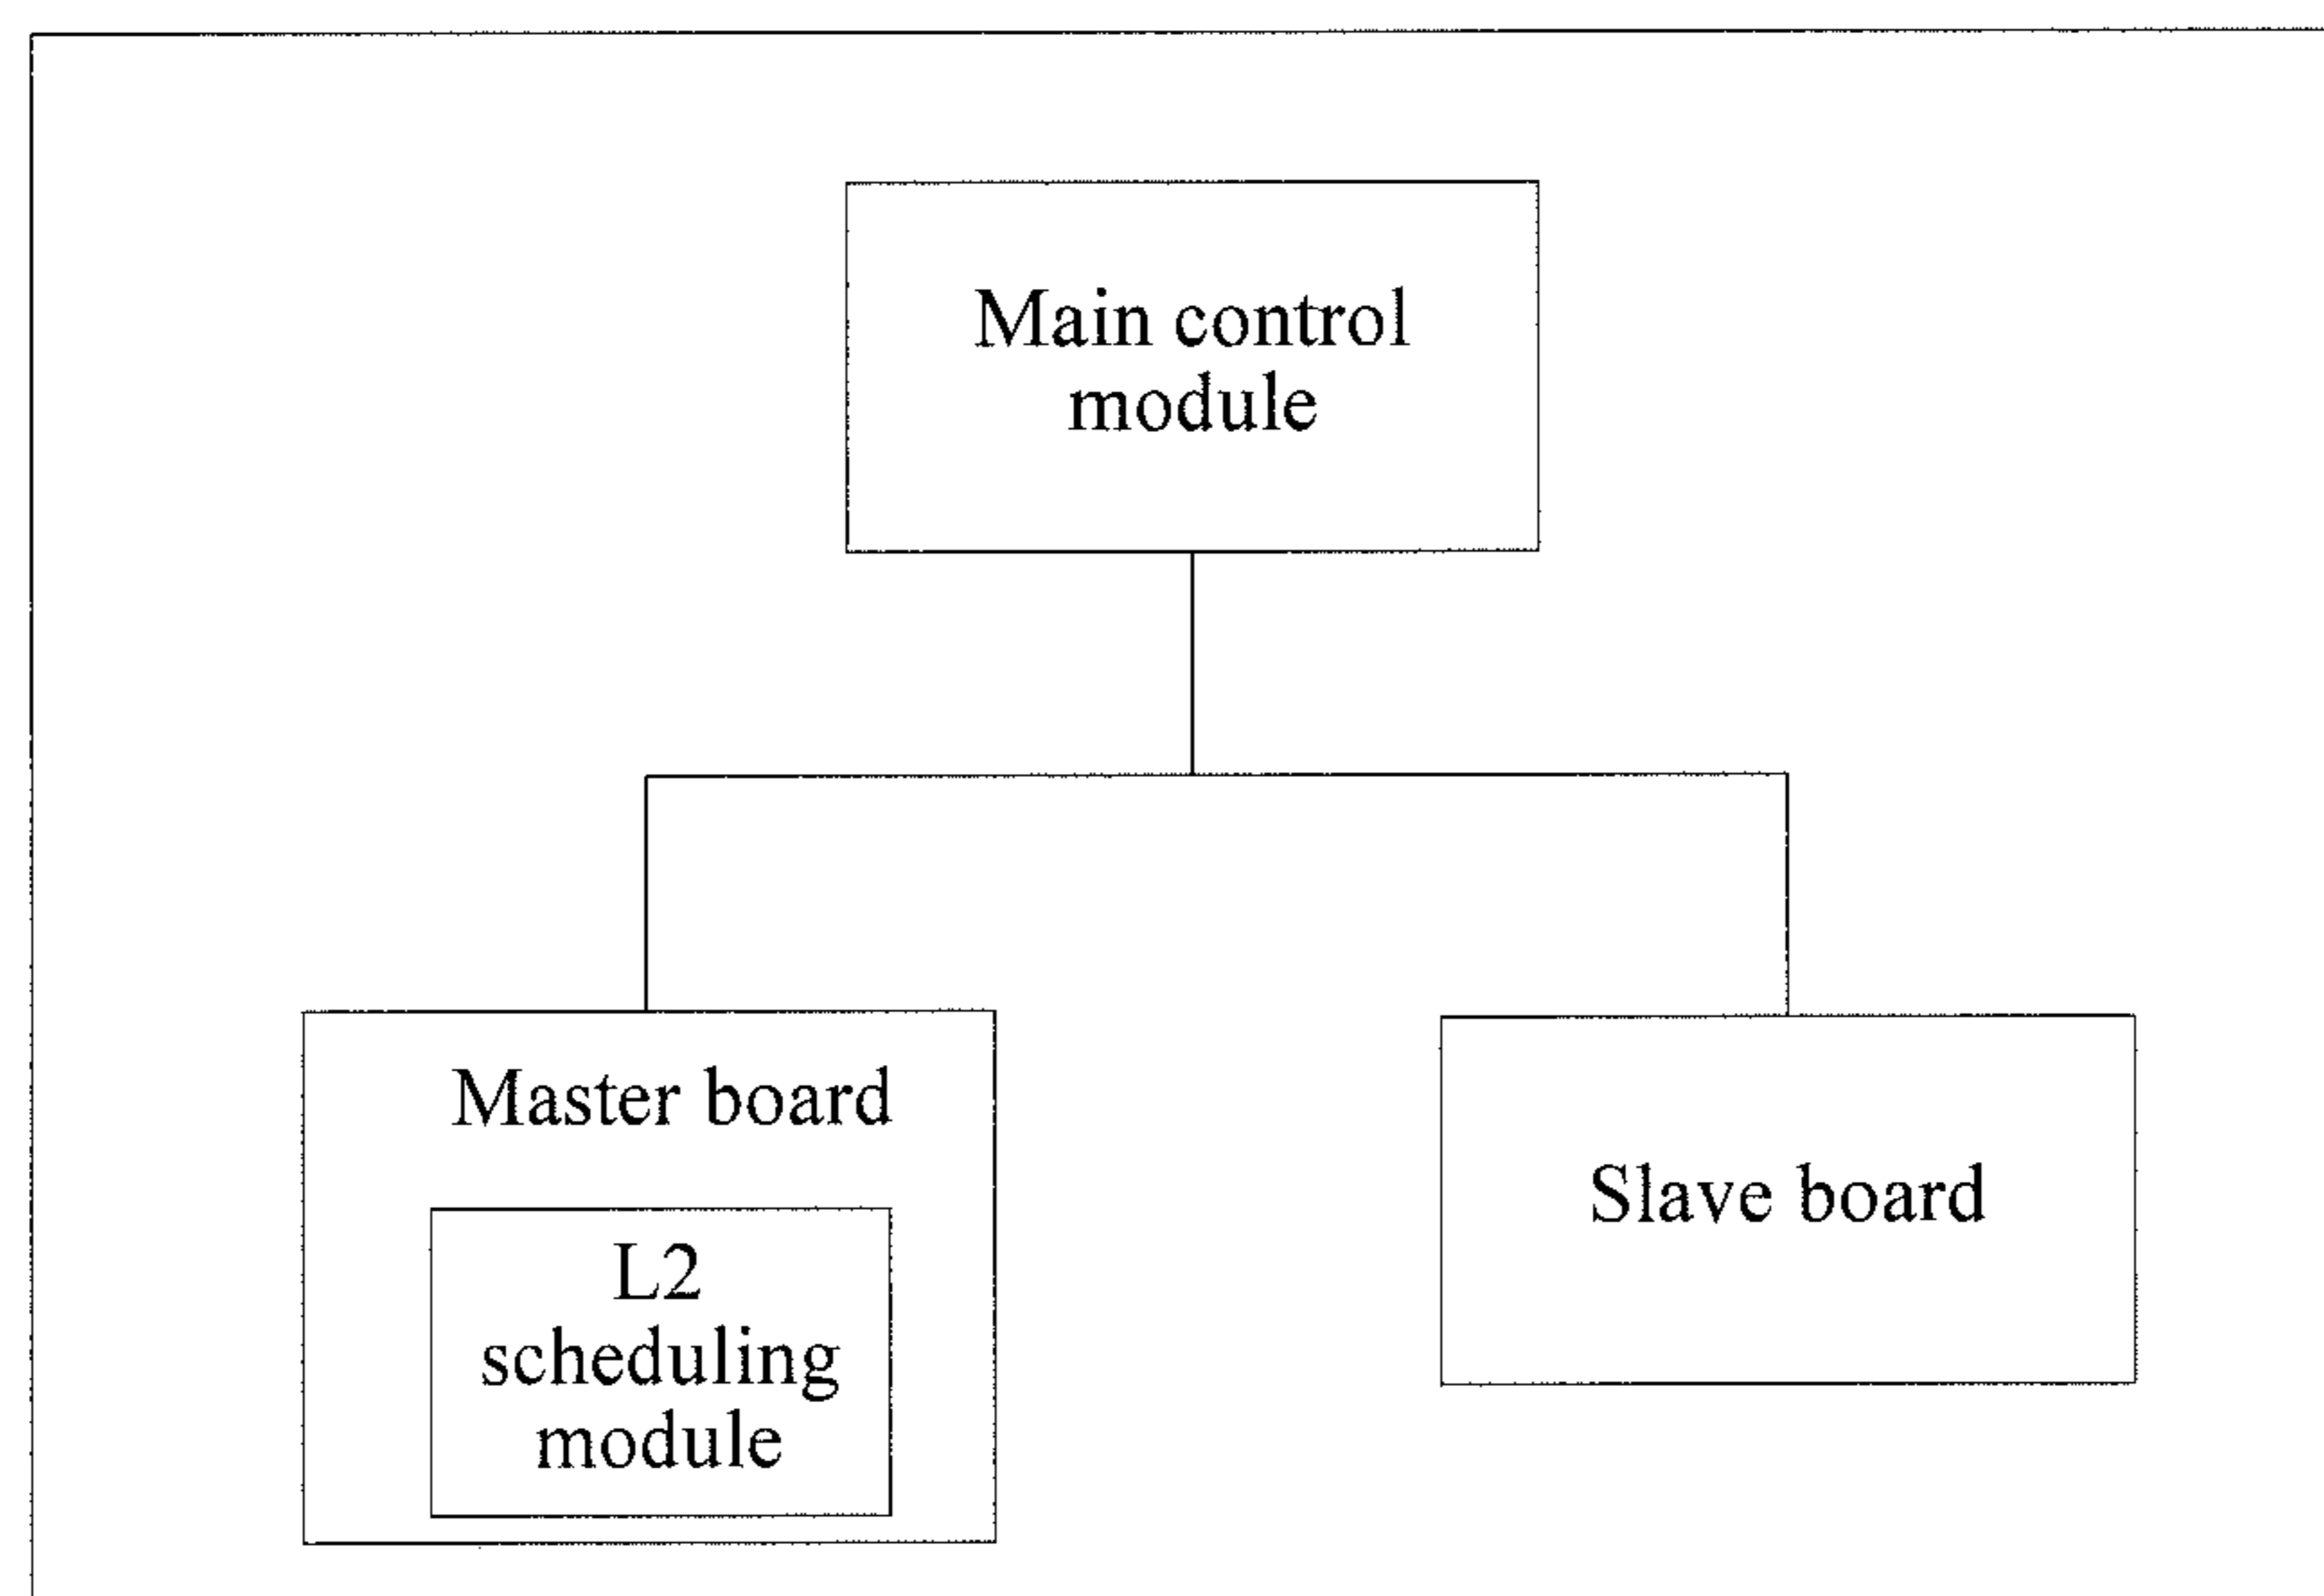 Main control
module
Master board
L2
scheduling
module
Slave board